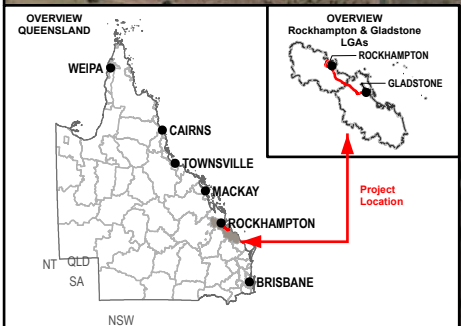 OVERVIEW
QUEENSLAND
WEIPA
CAIRNS
TOWNSVILLE
MACKAY
ROCKHAMPTON
BRISBANE
NT
QLD
SA
NSW
OVERVIEW
Rockhampton & Gladstone
LGAs
ROCKHAMPTON
GLADSTONE
Project
Location